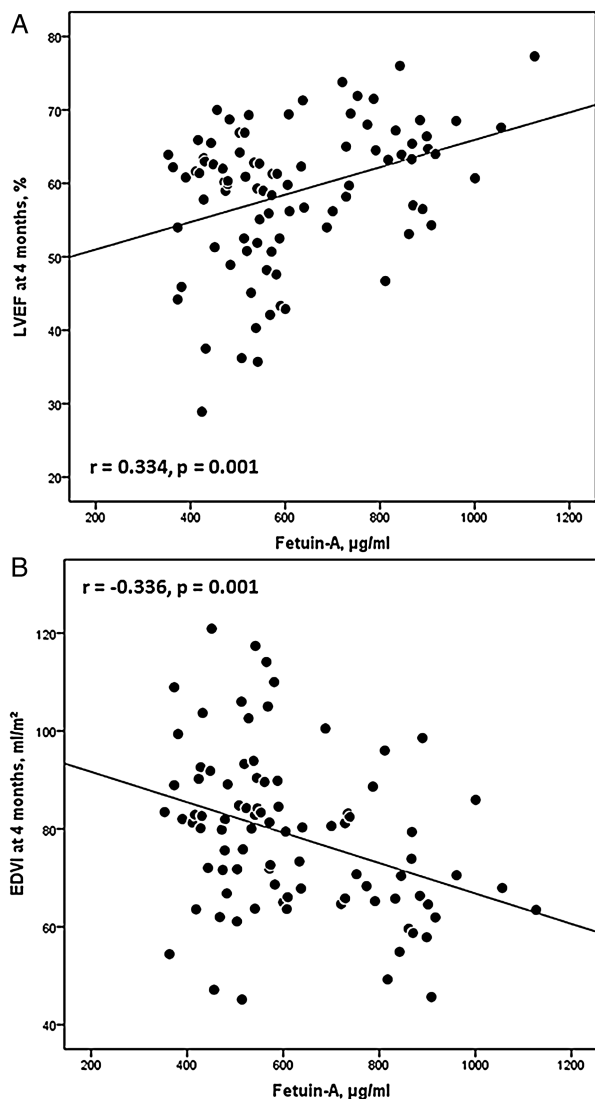 A
80
70
60
50
40
30
20
LVEF at 4 months, %
r = 0.334, p = 0.001
200 400 600 800 1000 1200
Fetuin-A, µg/ml
B
r = -0.336, p = 0.001
120
100
80
60
40
EDVI at 4 months, ml/m²
200 400 600 800 1000 1200
Fetuin-A, µg/ml